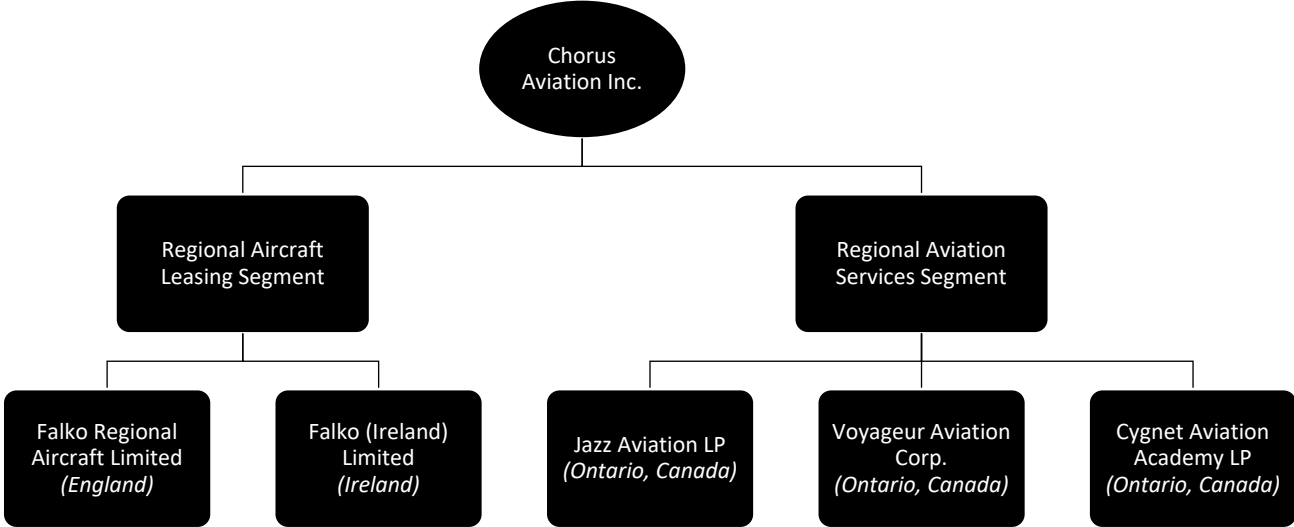 Chorus
Aviation Inc.
Regional Aircraft
Leasing Segment
Regional Aviation
Services Segment
Falko Regional
Aircraft Limited
(England)
Falko (Ireland)
Limited
(Ireland)
Jazz Aviation LP
(Ontario, Canada)
Voyageur Aviation
Corp.
(Ontario, Canada)
Cygnet Aviation
Academy LP
(Ontario, Canada)